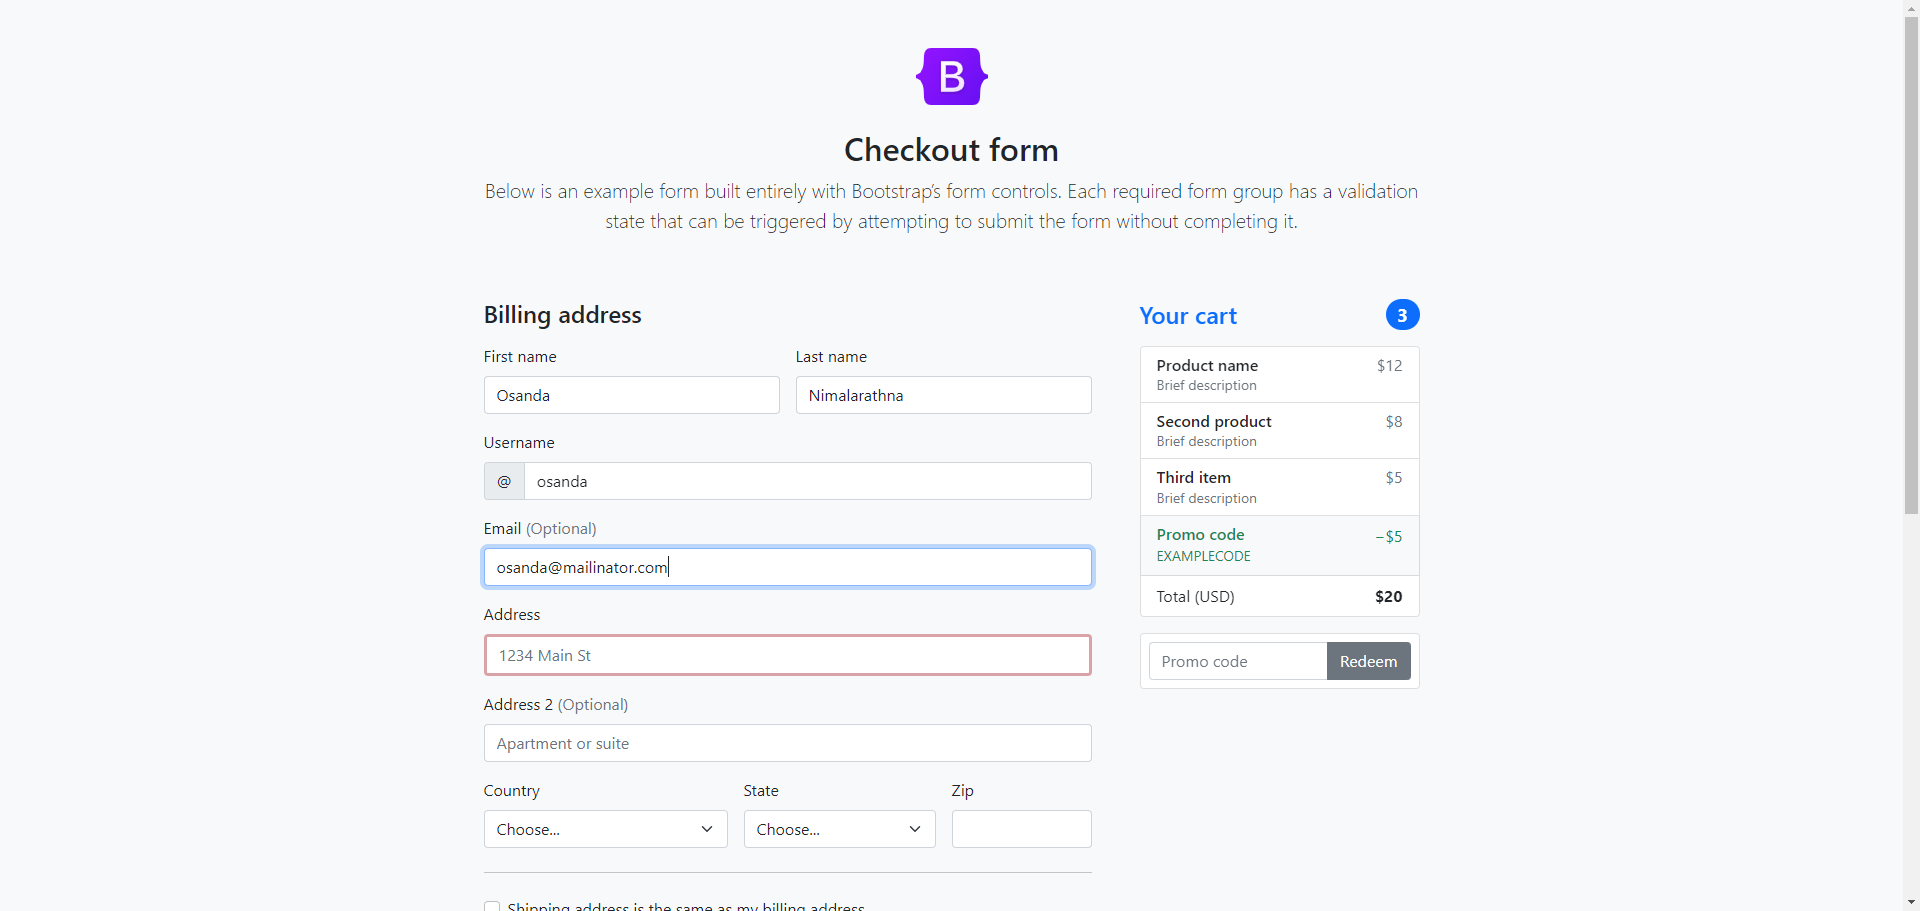 B
Checkout form
Below is an example form built entirely with Bootstrap’s form controls. Each required form group has a validation
state that can be triggered by attempting to submit the form without completing it.
Billing address
First name
Last name
Osanda
Nimalarathna
Username
@ osanda
Email (Optional)
osanda@mailinator.com
Address
1234 Main St
Address 2 (Optional)
Apartment or suite
Country
State
Zip
Choose...
Choose...
Shipping address is the same as my billing address
Your cart
3
Product name $12
Brief description
Second product $8
Brief description
Third item $5
Brief description
Promo code −$5
EXAMPLECODE
Total (USD) $20
Promo code
Redeem